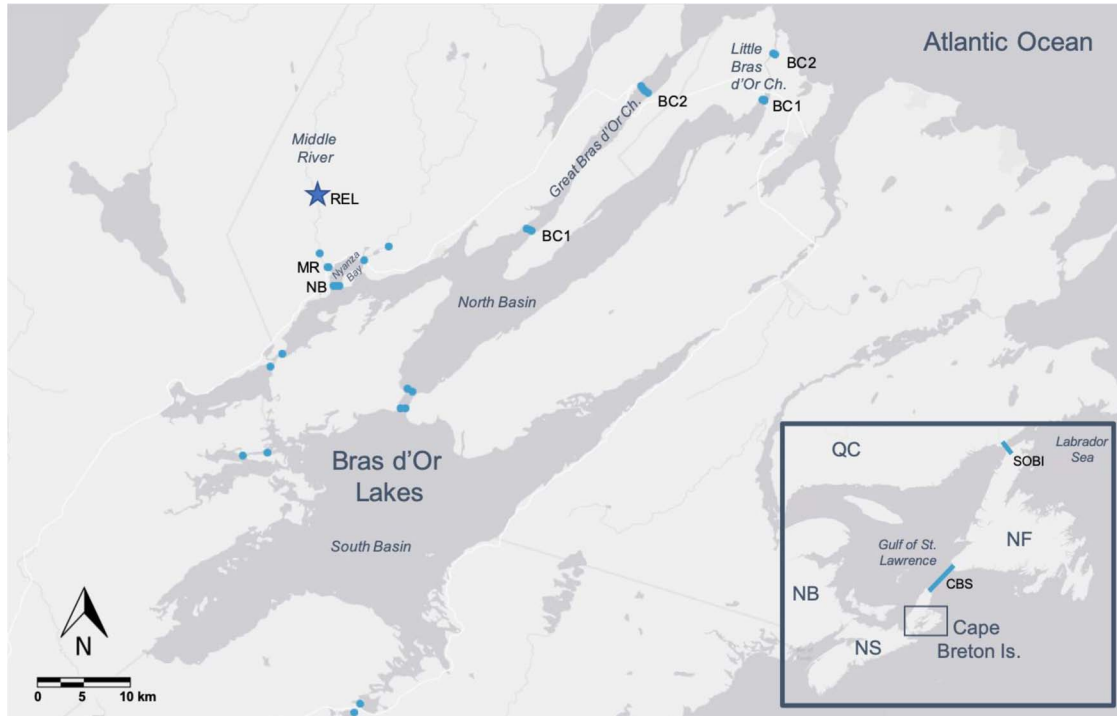 Atlantic Ocean
Little
Bras
d'Or Ch.
BC2
BC1
BC2
Great Bras d'Or Ch.
BC1
Middle
River
REL
MR
Nyanza
Bay
NB
North Basin
Bras d'Or
Lakes
South Basin
N
0 5 10 km
QC
Labrador
Sea
SOBI
Gulf of St.
Lawrence
NF
CBS
NB
NS
Cape
Breton Is.